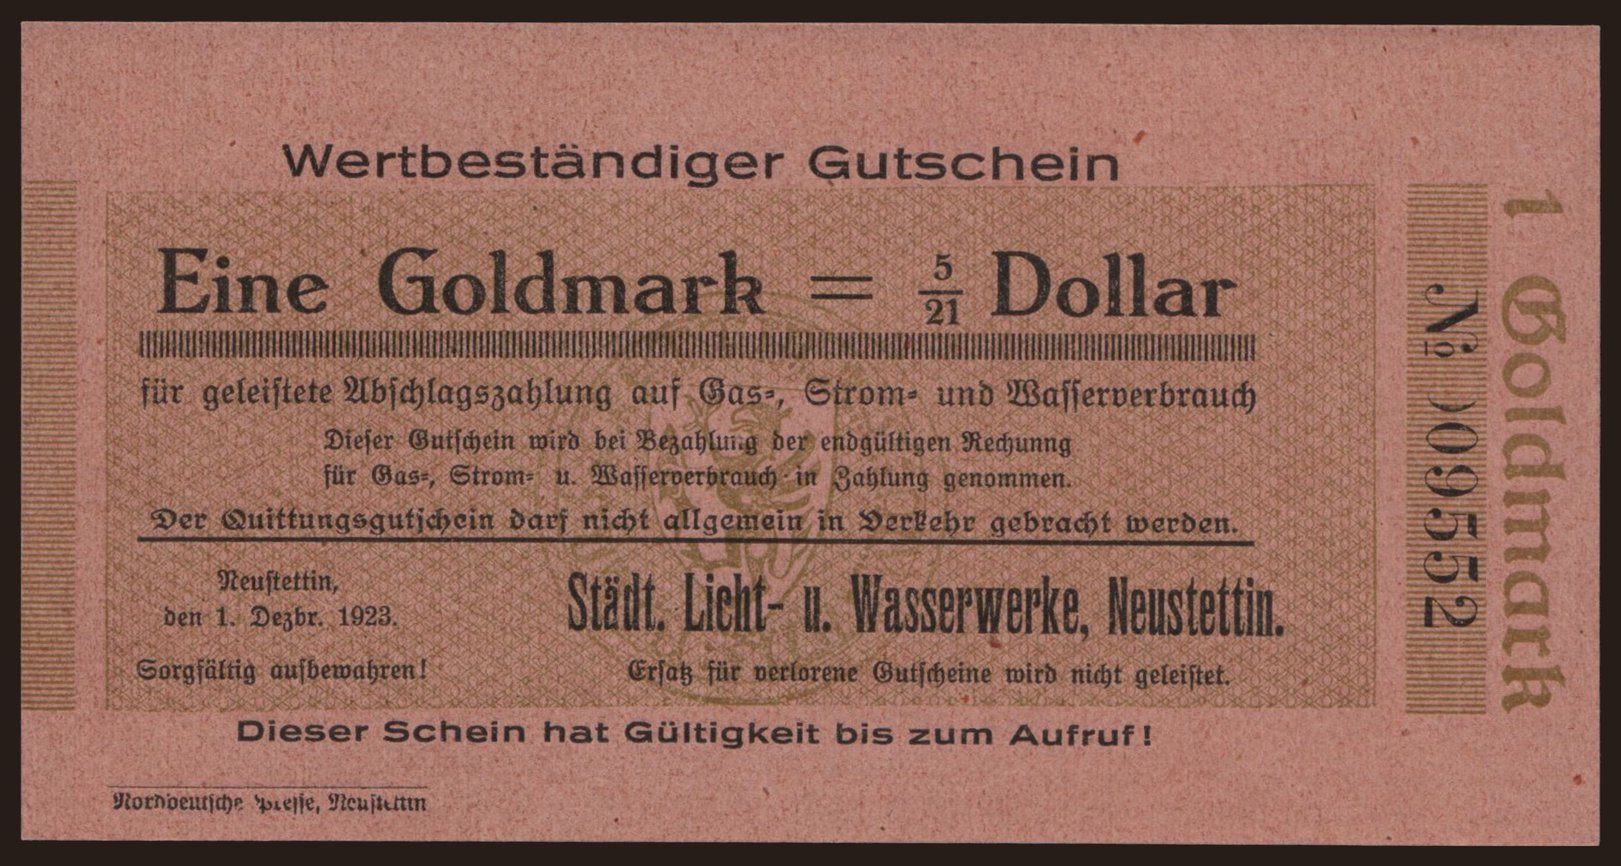 Wertbeständiger Gutschein
Eine Goldmark = 5/21 Dollar
für geleistete Abschlagszahlung auf Gas-, Strom- und Wasserverbrauch
Dieser Gutschein wird bei Bezahlung der endgültigen Rechunng
für Gas-, Strom- u. Wasserverbrauch in Zahlung genommen.
Der Quittungsgutschein darf nicht allgemein in Verkehr gebracht werden.
Neustettin,
den 1. Dezbr. 1923.
Städt. Licht- u. Wasserwerke, Neustettin.
Sorgfältig aufbewahren!
Ersatz für verlorene Gutscheine wird nicht geleistet.
Dieser Schein hat Gültigkeit bis zum Aufruf!
Norddeutsche Presse, Neustettin
№ 009552
1 Goldmark